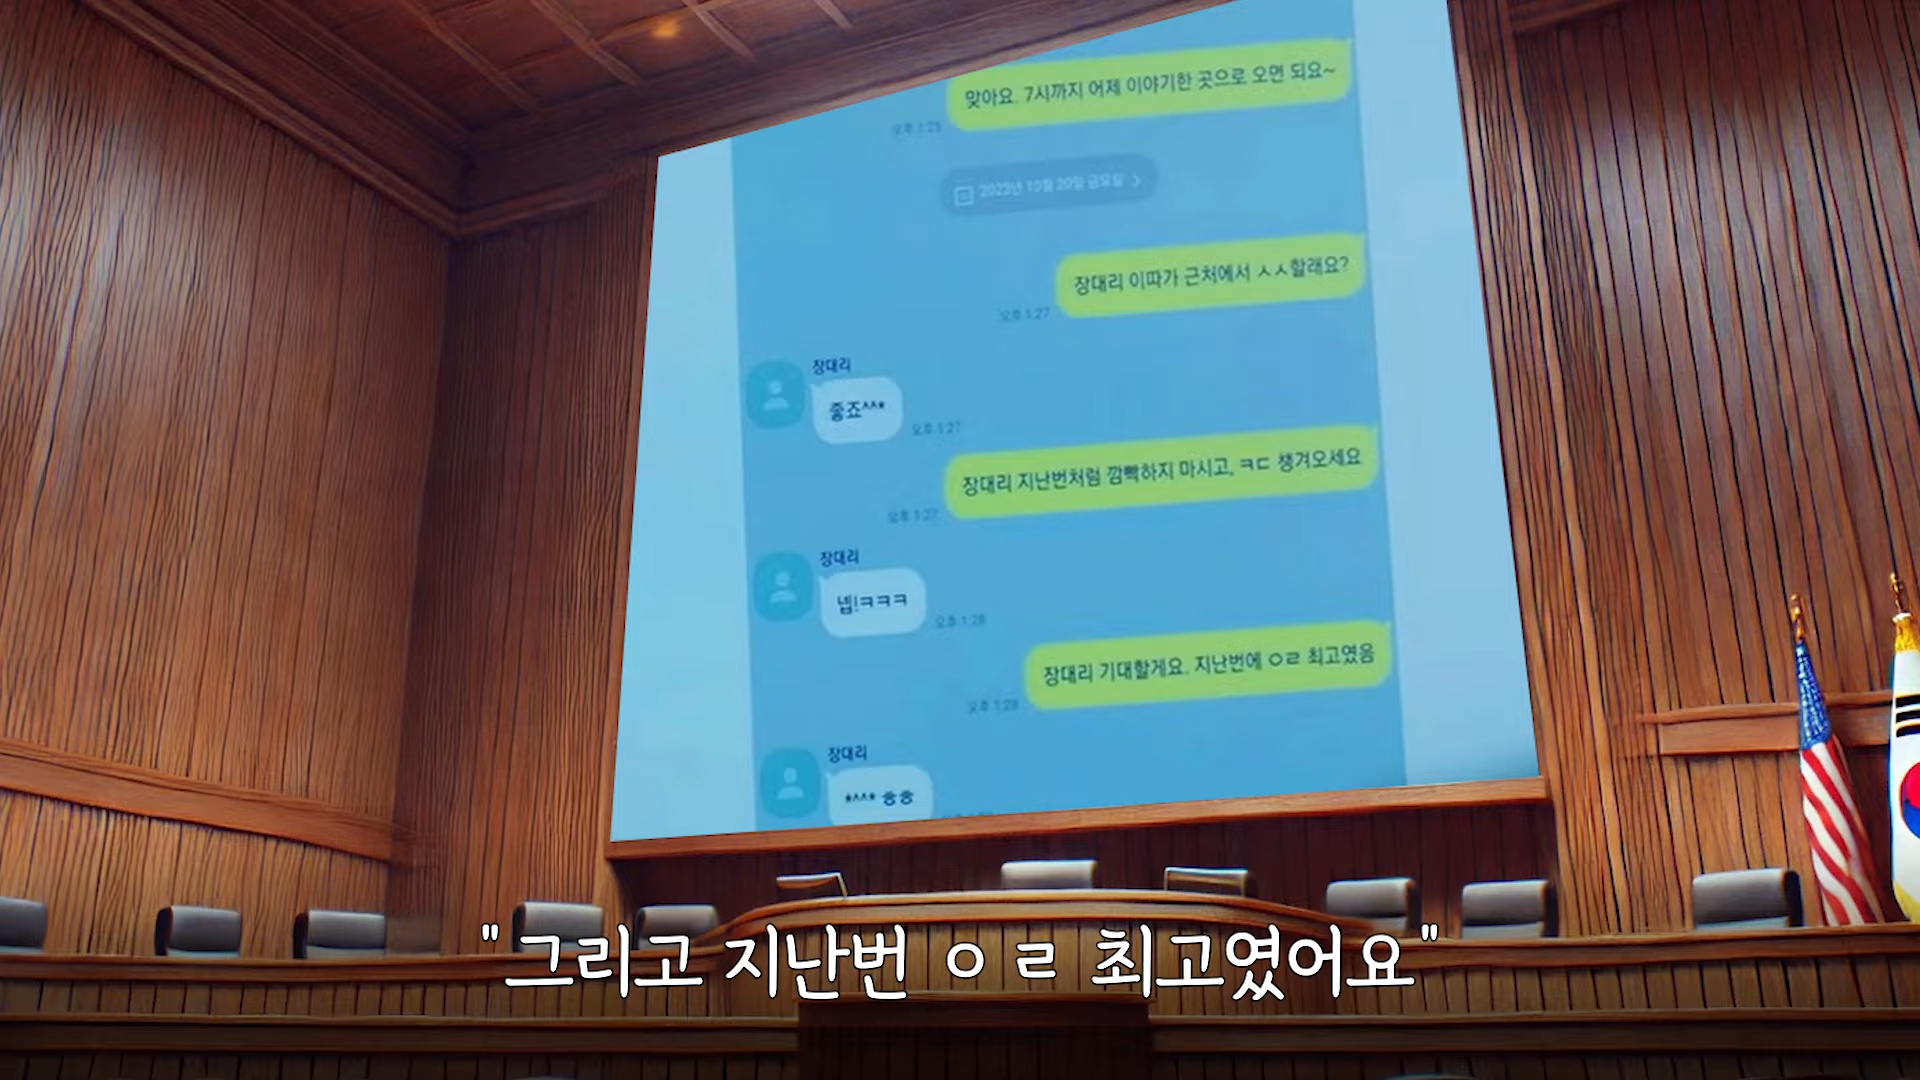 맞아요. 7시까지 어제 이야기한 곳으로 오면 되요~
오후 1:25
2023년 10월 20일 금요일 >
장대리 이따가 근처에서 ㅅㅅ할래요?
오후 1:27
장대리
좋죠^^*
오후 1:27
장대리 지난번처럼 깜빡하지 마시고, ㅋㄷ 챙겨오세요
오후 1:27
장대리
넵!ㅋㅋㅋ
오후 1:28
장대리 기대할게요. 지난번에 ㅇㄹ 최고였음
오후 1:28
장대리
*^^* ㅎㅎ
"그리고 지난번 ㅇㄹ 최고였어요"